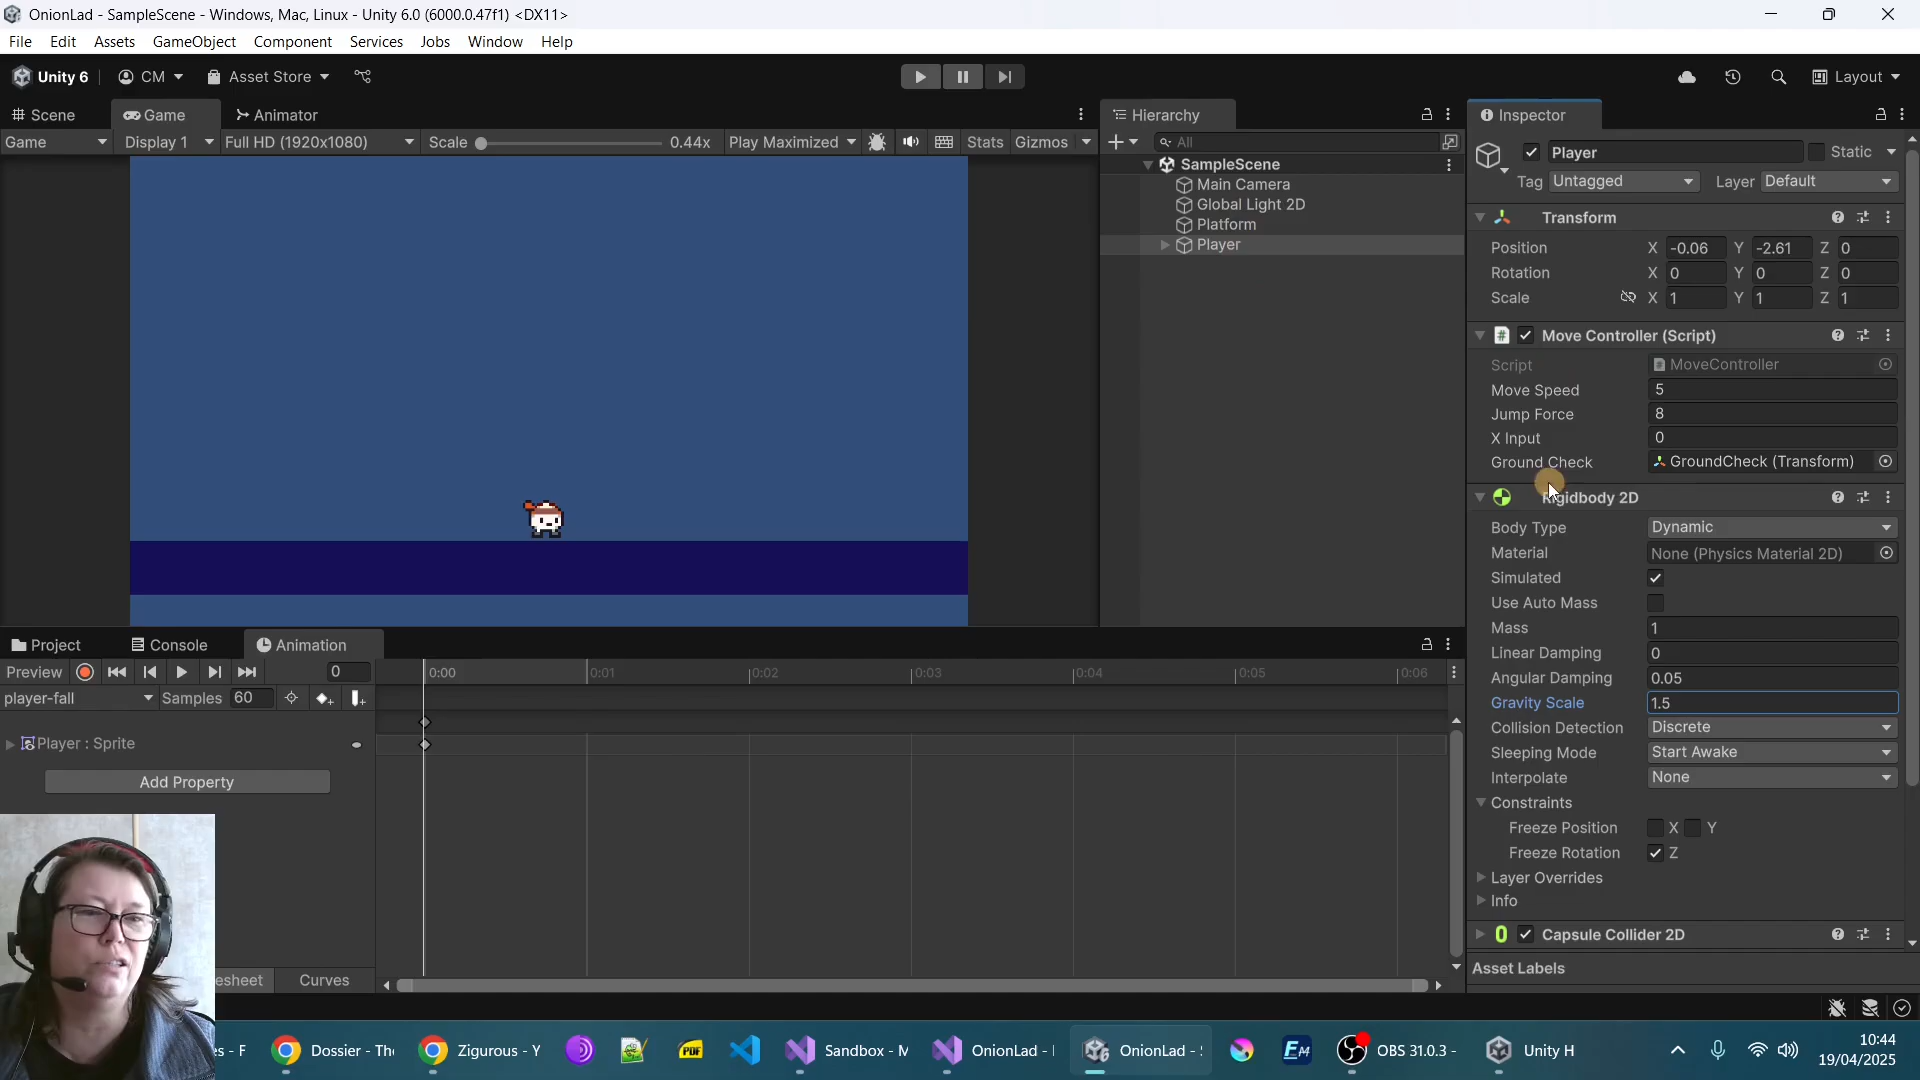 OnionLad - SampleScene - Windows, Mac, Linux - Unity 6.0 (6000.0.47f1) <DX11>
File Edit Assets GameObject Component Services Jobs Window Help
Unity 6 CM Asset Store Layout
Scene Game Animator Hierarchy Inspector
Game Display 1 Full HD (1920x1080) Scale 0.44x Play Maximized Stats Gizmos All
SampleScene
Main Camera
Global Light 2D
Platform
Player
Player Static
Tag Untagged Layer Default
Transform
Position X -0.06 Y -2.61 Z 0
Rotation X 0 Y 0 Z 0
Scale X 1 Y 1 Z 1
Move Controller (Script)
Script MoveController
Move Speed 5
Jump Force 8
X Input 0
Ground Check GroundCheck (Transform)
Rigidbody 2D
Body Type Dynamic
Material None (Physics Material 2D)
Simulated
Use Auto Mass
Mass 1
Linear Damping 0
Angular Damping 0.05
Gravity Scale 1.5
Collision Detection Discrete
Sleeping Mode Start Awake
Interpolate None
Constraints
Freeze Position X Y
Freeze Rotation Z
Layer Overrides
Info
Capsule Collider 2D
Asset Labels
Project Console Animation
Preview 0 0:00 0:01 0:02 0:03 0:04 0:05 0:06
player-fall Samples 60
Player : Sprite
Add Property
esheet Curves
es - F Dossier - The Zigurous - Y PDF Sandbox - M OnionLad - OnionLad - FM OBS 31.0.3 - Unity H
10:44
19/04/2025